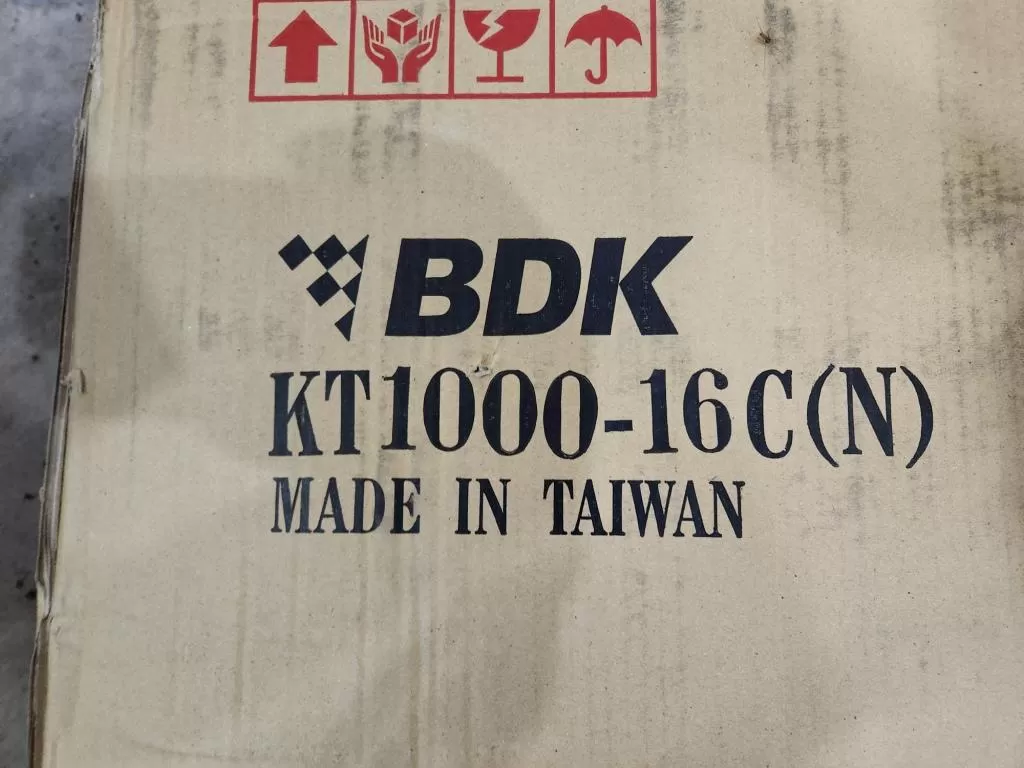 BDK
KT1000-16C(N)
MADE IN TAIWAN